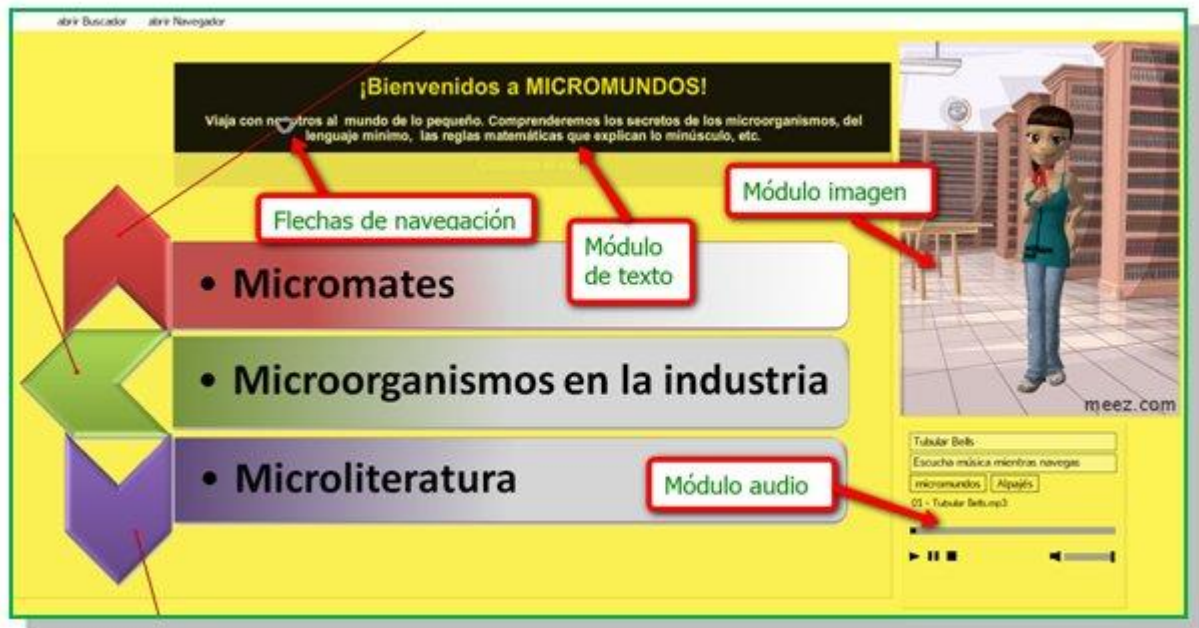 abrir Buscador abrir Navegador
¡Bienvenidos a MICROMUNDOS!
Viaja con nosotros al mundo de lo pequeño. Comprenderemos los secretos de los microorganismos, del
lenguaje mínimo, las reglas matemáticas que explican lo minúsculo, etc.
Flechas de navegación
Módulo
de texto
Módulo imagen
• Micromates
• Microorganismos en la industria
• Microliteratura
Módulo audio
meez.com
Tubular Bells
Escucha música mientras navegas
micromundos Alpajés
01 - Tubular Bells.mp3